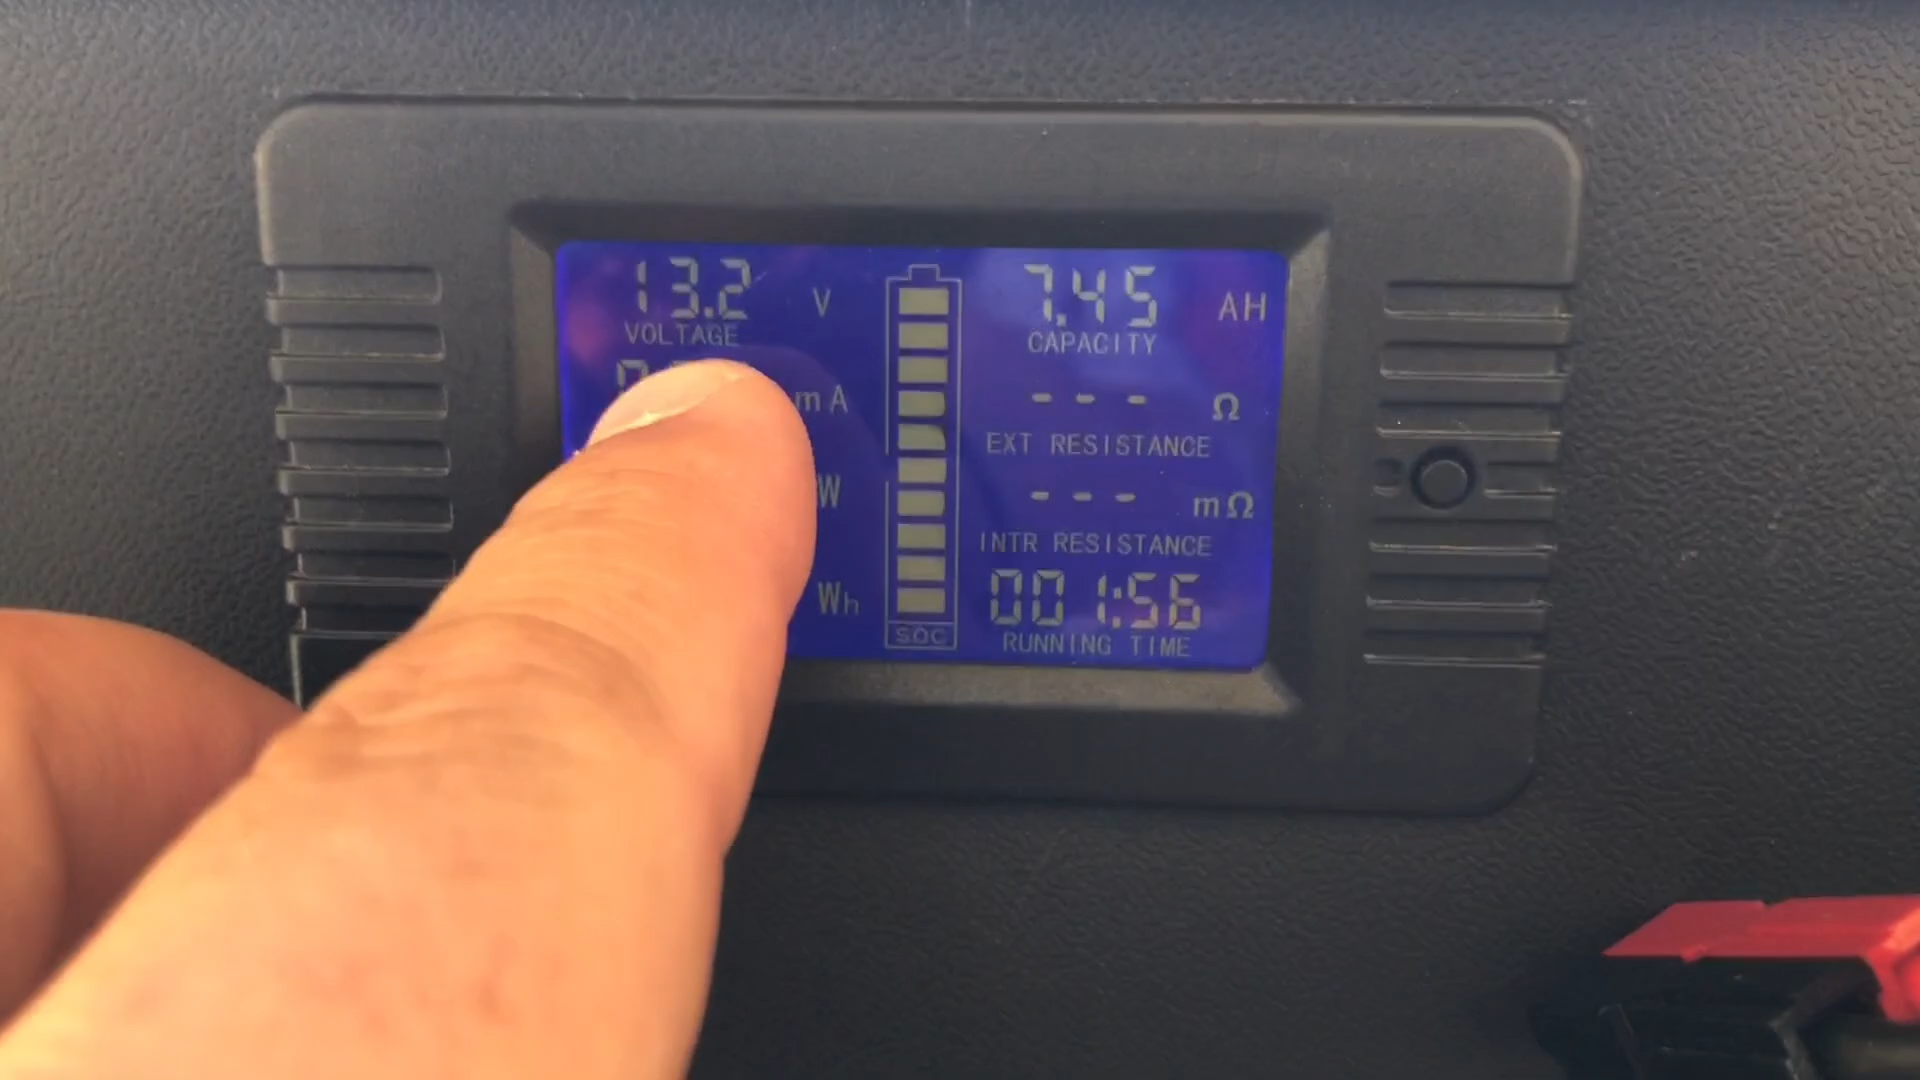 13.2 V
VOLTAGE
mA
W
Wh
SOC
7.45 AH
CAPACITY
--- Ω
EXT RESISTANCE
--- mΩ
INTR RESISTANCE
001:56
RUNNING TIME